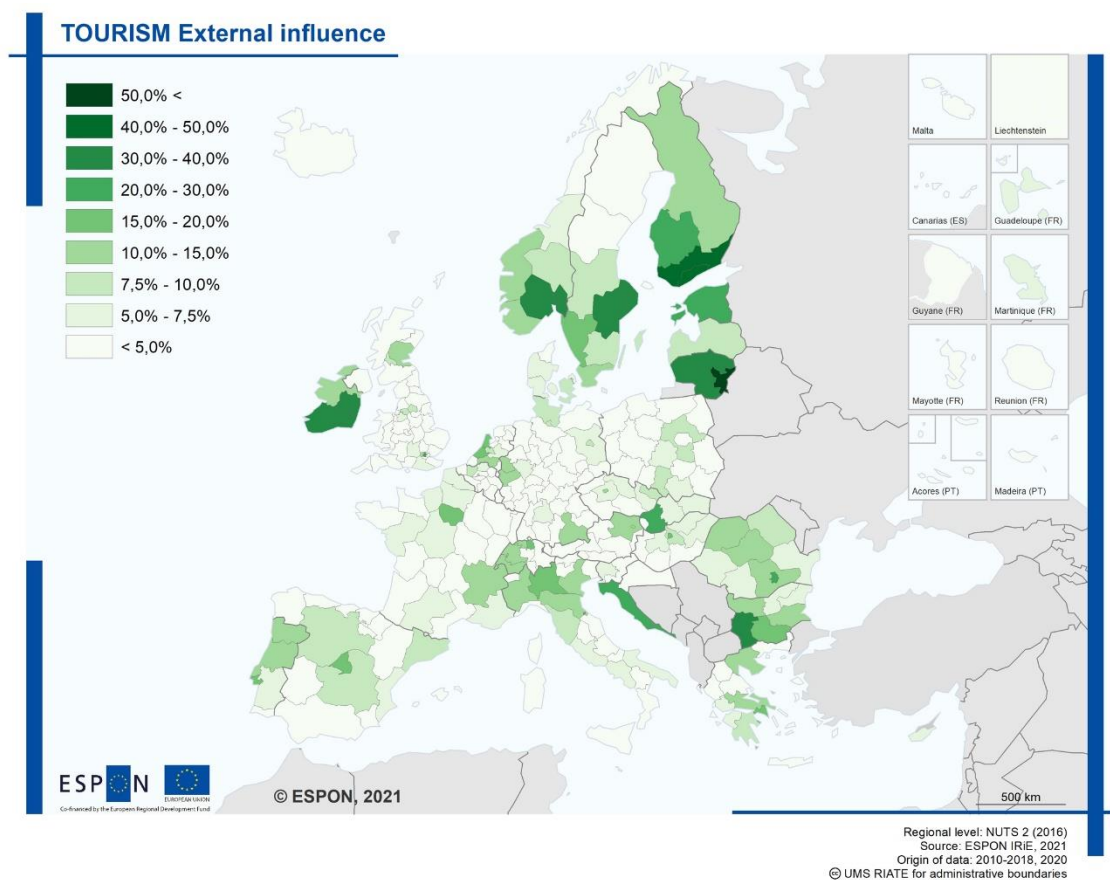 TOURISM External influence
50,0% <
40,0% - 50,0%
30,0% - 40,0%
20,0% - 30,0%
15,0% - 20,0%
10,0% - 15,0%
7,5% - 10,0%
5,0% - 7,5%
< 5,0%
Malta
Liechtenstein
Canarias (ES)
Guadeloupe (FR)
Guyane (FR)
Martinique (FR)
Mayotte (FR)
Reunion (FR)
Acores (PT)
Madeira (PT)
ESPON
EUROPEAN UNION
Co-financed by the European Regional Development Fund
© ESPON, 2021
500 km
Regional level: NUTS 2 (2016)
Source: ESPON IRiE, 2021
Origin of data: 2010-2018, 2020
🅭 UMS RIATE for administrative boundaries